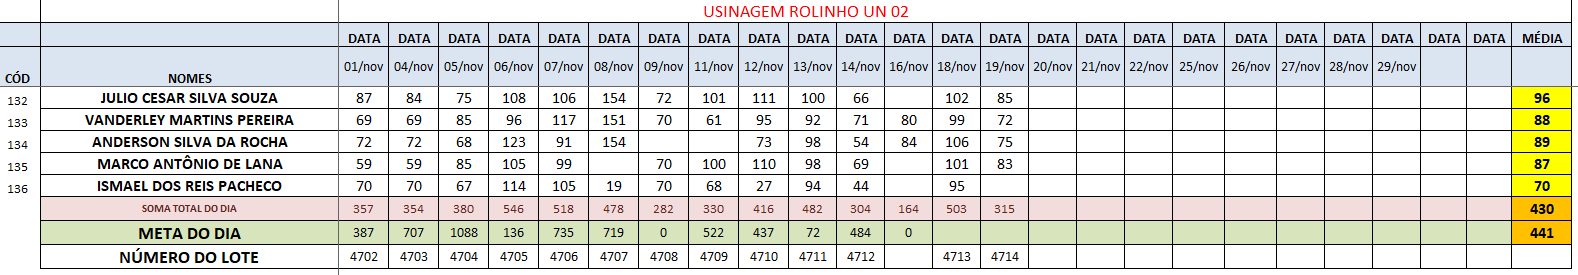 USINAGEM ROLINHO UN 02
DATA DATA DATA DATA DATA DATA DATA DATA DATA DATA DATA DATA DATA DATA DATA DATA DATA DATA DATA DATA DATA DATA DATA DATA MÉDIA
CÓD NOMES 01/nov 04/nov 05/nov 06/nov 07/nov 08/nov 09/nov 11/nov 12/nov 13/nov 14/nov 16/nov 18/nov 19/nov 20/nov 21/nov 22/nov 25/nov 26/nov 27/nov 28/nov 29/nov
132 JULIO CESAR SILVA SOUZA 87 84 75 108 106 154 72 101 111 100 66 102 85 96
133 VANDERLEY MARTINS PEREIRA 69 69 85 96 117 151 70 61 95 92 71 80 99 72 88
134 ANDERSON SILVA DA ROCHA 72 72 68 123 91 154 73 98 54 84 106 75 89
135 MARCO ANTÔNIO DE LANA 59 59 85 105 99 70 100 110 98 69 101 83 87
136 ISMAEL DOS REIS PACHECO 70 70 67 114 105 19 70 68 27 94 44 95 70
SOMA TOTAL DO DIA 357 354 380 546 518 478 282 330 416 482 304 164 503 315 430
META DO DIA 387 707 1088 136 735 719 0 522 437 72 484 0 441
NÚMERO DO LOTE 4702 4703 4704 4705 4706 4707 4708 4709 4710 4711 4712 4713 4714